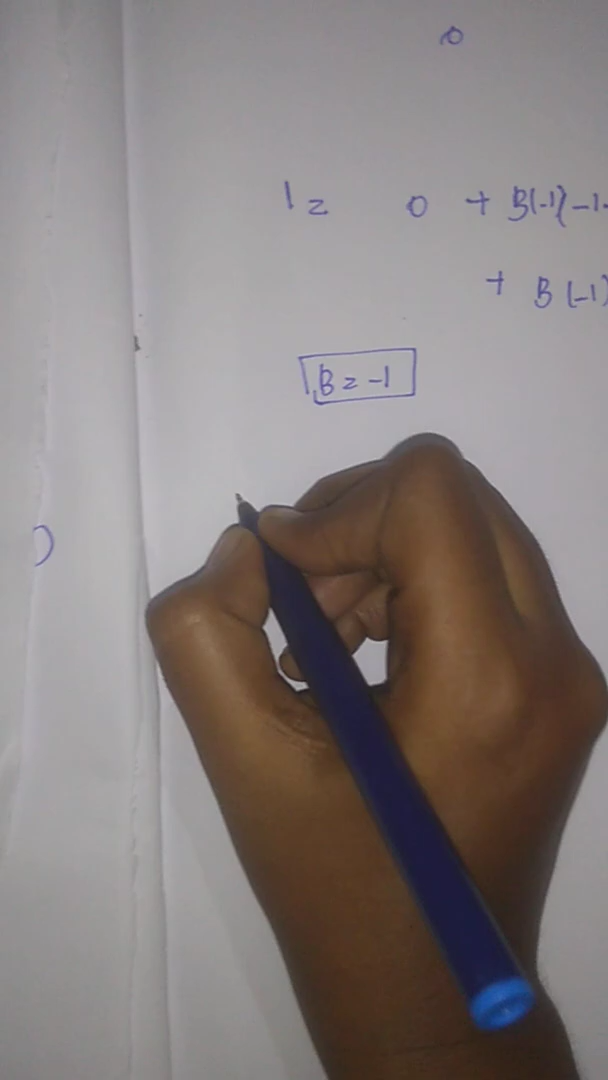 0
1 = 0 + B(-1)-1.
+ B(-1)
B = -1
)